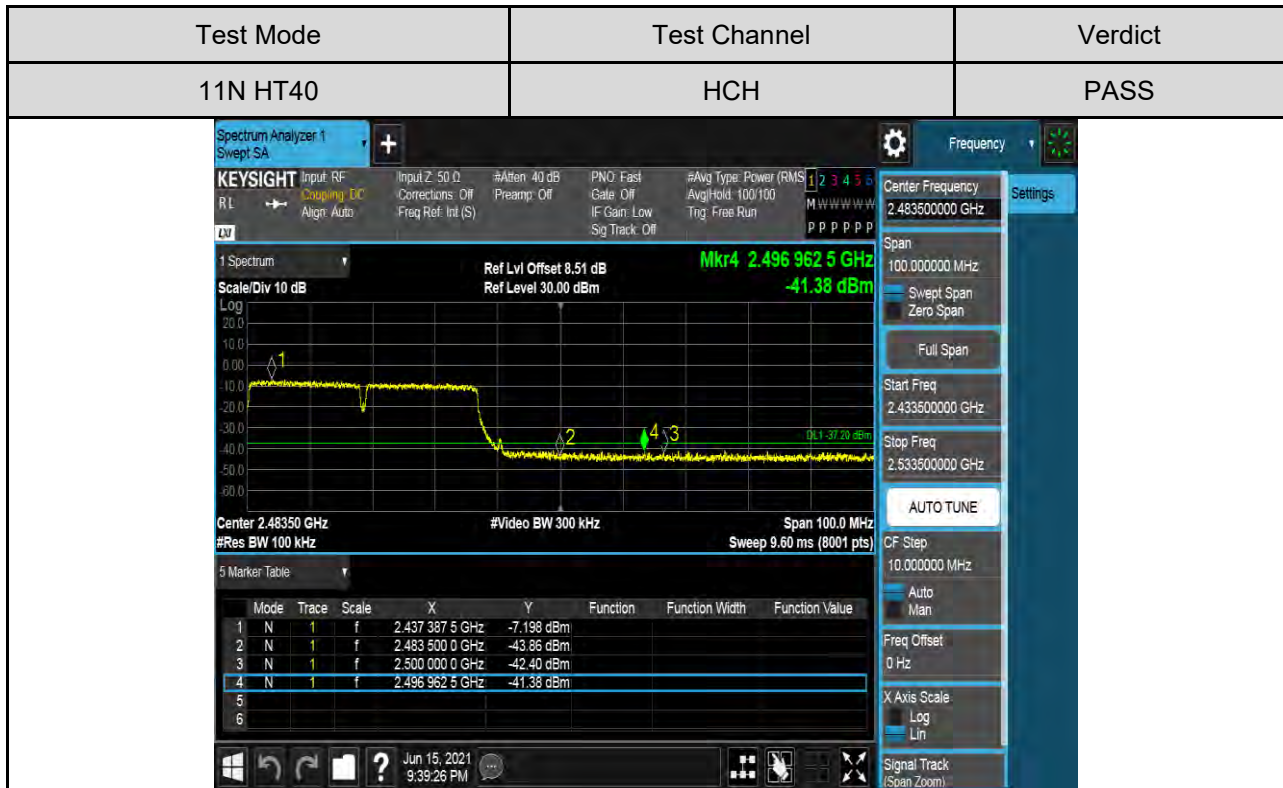 Test Mode Test Channel Verdict
11N HT40 HCH PASS
Spectrum Analyzer 1
Swept SA
+
Frequency
KEYSIGHT Input: RF Input Z: 50 Ω #Atten: 40 dB PNO: Fast #Avg Type: Power (RMS 1 2 3 4 5 6
RL Coupling: DC Corrections: Off Preamp: Off Gate: Off Avg|Hold: 100/100 M W W W W W
Align: Auto Freq Ref: Int (S) IF Gain: Low Trig: Free Run
LXI Sig Track: Off P P P P P P
Center Frequency
2.483500000 GHz
Settings
1 Spectrum
Ref Lvl Offset 8.51 dB
Mkr4 2.496 962 5 GHz
Scale/Div 10 dB
Ref Level 30.00 dBm
-41.38 dBm
Log
20.0
10.0
0.00
-10.0
-20.0
-30.0
-40.0
-50.0
-60.0
1
2
4
3
DL1 -37.20 dBm
Center 2.48350 GHz #Video BW 300 kHz Span 100.0 MHz
#Res BW 100 kHz Sweep 9.60 ms (8001 pts)
Span
100.000000 MHz
Swept Span
Zero Span
Full Span
Start Freq
2.433500000 GHz
Stop Freq
2.533500000 GHz
AUTO TUNE
CF Step
10.000000 MHz
Auto
Man
Freq Offset
0 Hz
X Axis Scale
Log
Lin
Signal Track
(Span Zoom)
5 Marker Table
Mode Trace Scale X Y Function Function Width Function Value
1 N 1 f 2.437 387 5 GHz -7.198 dBm
2 N 1 f 2.483 500 0 GHz -43.86 dBm
3 N 1 f 2.500 000 0 GHz -42.40 dBm
4 N 1 f 2.496 962 5 GHz -41.38 dBm
5
6
?
Jun 15, 2021
9:39:26 PM